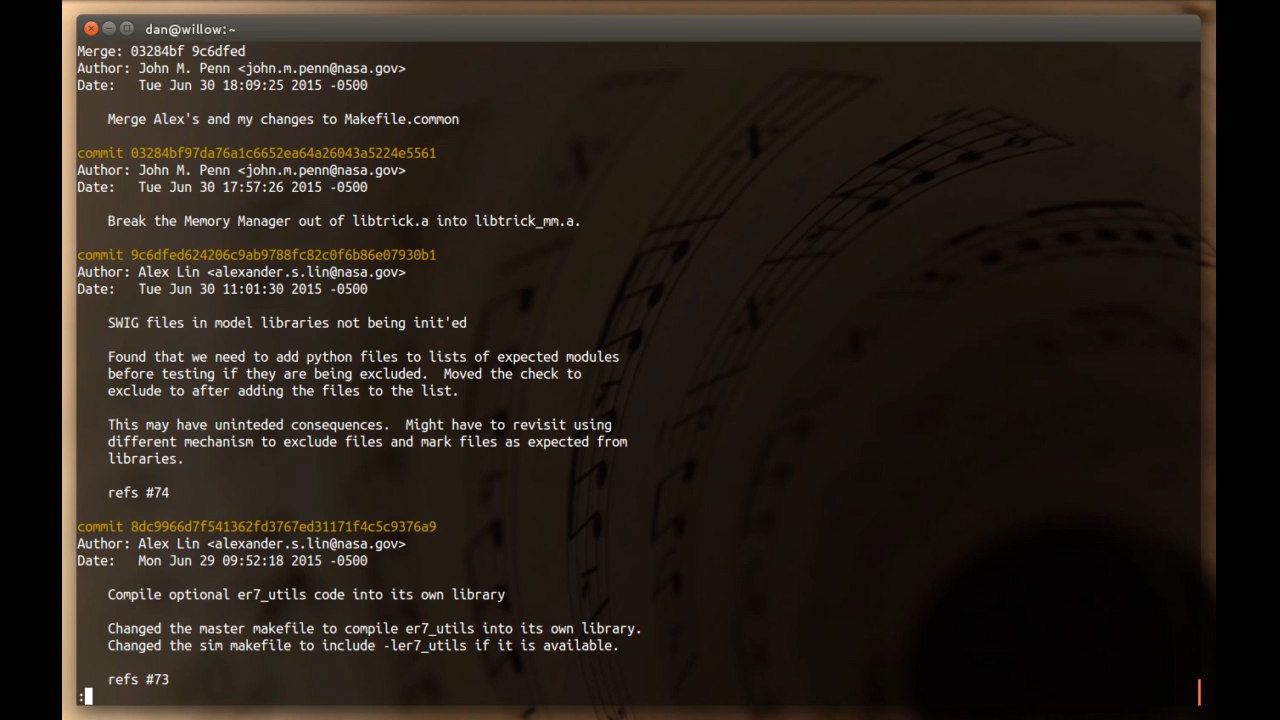 dan@willow: ~
Merge: 03284bf 9c6dfed
Author: John M. Penn <john.m.penn@nasa.gov>
Date:   Tue Jun 30 18:09:25 2015 -0500
Merge Alex's and my changes to Makefile.common
commit 03284bf97da76a1c6652ea64a26043a5224e5561
Author: John M. Penn <john.m.penn@nasa.gov>
Date:   Tue Jun 30 17:57:26 2015 -0500
Break the Memory Manager out of libtrick.a into libtrick_mm.a.
commit 9c6dfed624206c9ab9788fc82c0f6b86e07930b1
Author: Alex Lin <alexander.s.lin@nasa.gov>
Date:   Tue Jun 30 11:01:30 2015 -0500
SWIG files in model libraries not being init'ed
Found that we need to add python files to lists of expected modules
before testing if they are being excluded.  Moved the check to
exclude to after adding the files to the list.
This may have uninteded consequences.  Might have to revisit using
different mechanism to exclude files and mark files as expected from
libraries.
refs #74
commit 8dc9966d7f541362fd3767ed31171f4c5c9376a9
Author: Alex Lin <alexander.s.lin@nasa.gov>
Date:   Mon Jun 29 09:52:18 2015 -0500
Compile optional er7_utils code into its own library
Changed the master makefile to compile er7_utils into its own library.
Changed the sim makefile to include -ler7_utils if it is available.
refs #73
: